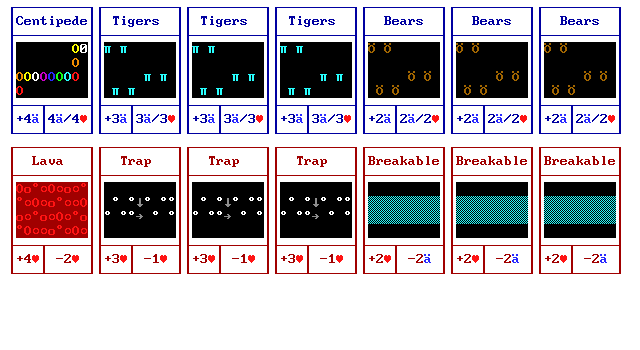 Centipede Tigers Tigers Tigers Bears Bears Bears
+4ä 4ä/4♥ +3ä 3ä/3♥ +3ä 3ä/3♥ +3ä 3ä/3♥ +2ä 2ä/2♥ +2ä 2ä/2♥ +2ä 2ä/2♥
Lava Trap Trap Trap Breakable Breakable Breakable
+4♥ -2♥ +3♥ -1♥ +3♥ -1♥ +3♥ -1♥ +2♥ -2ä +2♥ -2ä +2♥ -2ä